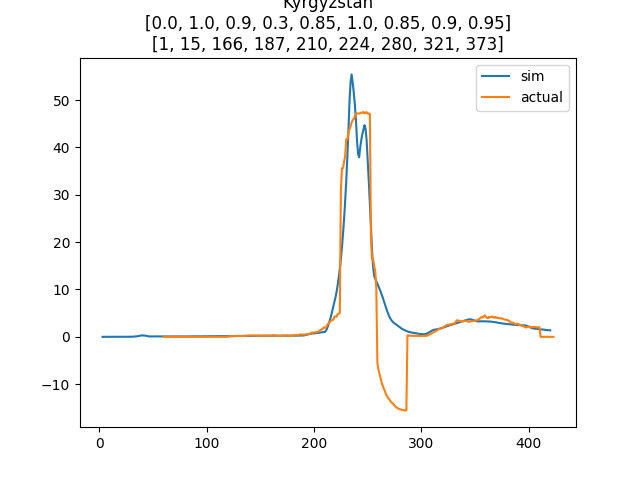 Kyrgyzstan
[0.0, 1.0, 0.9, 0.3, 0.85, 1.0, 0.85, 0.9, 0.95]
[1, 15, 166, 187, 210, 224, 280, 321, 373]
sim
actual
50
40
30
20
10
0
−10
0 100 200 300 400